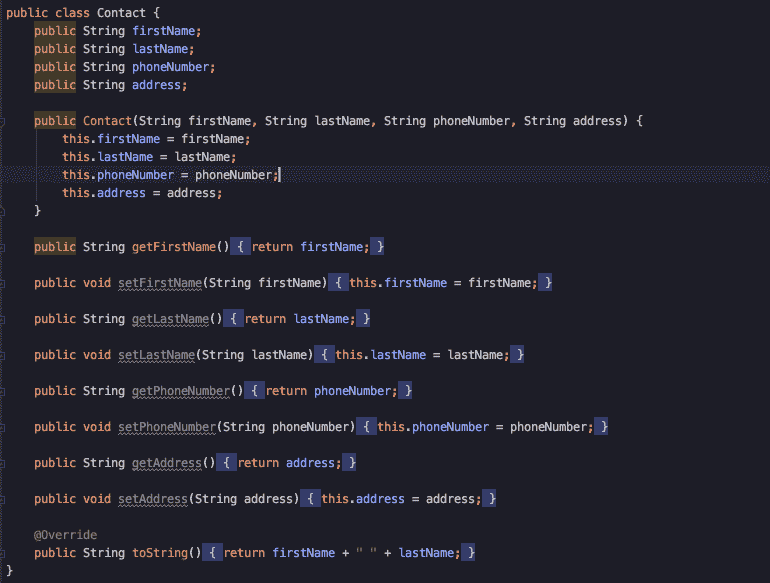 public class Contact {
public String firstName;
public String lastName;
public String phoneNumber;
public String address;
public Contact(String firstName, String lastName, String phoneNumber, String address) {
this.firstName = firstName;
this.lastName = lastName;
this.phoneNumber = phoneNumber;
this.address = address;
}
public String getFirstName() { return firstName; }
public void setFirstName(String firstName) { this.firstName = firstName; }
public String getLastName() { return lastName; }
public void setLastName(String lastName) { this.lastName = lastName; }
public String getPhoneNumber() { return phoneNumber; }
public void setPhoneNumber(String phoneNumber) { this.phoneNumber = phoneNumber; }
public String getAddress() { return address; }
public void setAddress(String address) { this.address = address; }
@Override
public String toString() { return firstName + " " + lastName; }
}